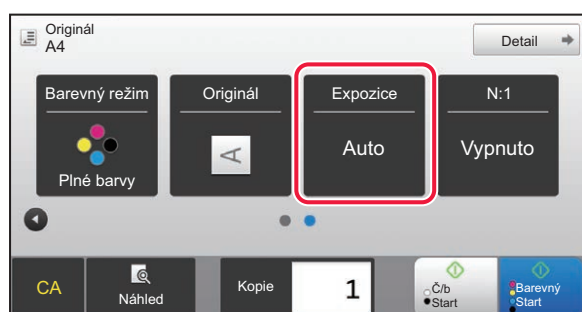 Originál
A4
Detail
Barevný režim
Plné barvy
Originál
A
Expozice
Auto
N:1
Vypnuto
CA
Náhled
Kopie
1
Č/b
Start
Barevný
Start